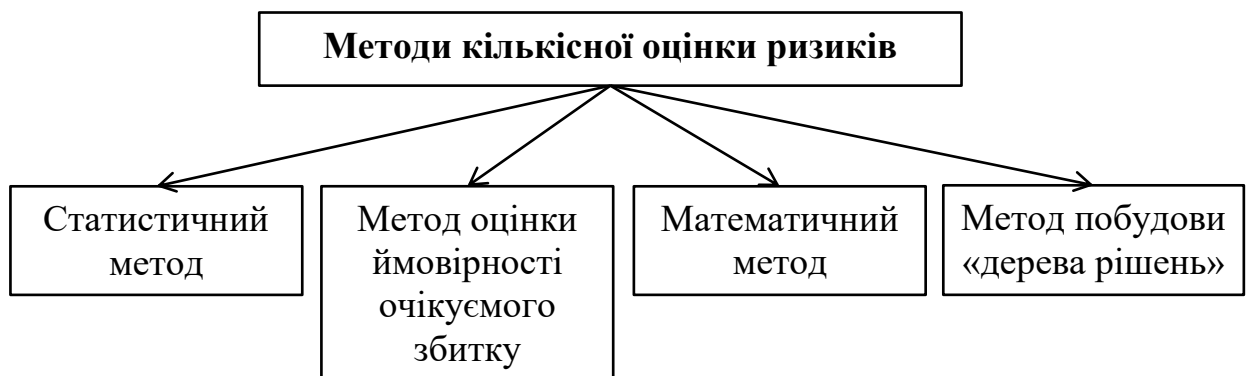 Методи кількісної оцінки ризиків
Статистичний
метод
Метод оцінки
ймовірності
очікуємого
збитку
Математичний
метод
Метод побудови
«дерева рішень»